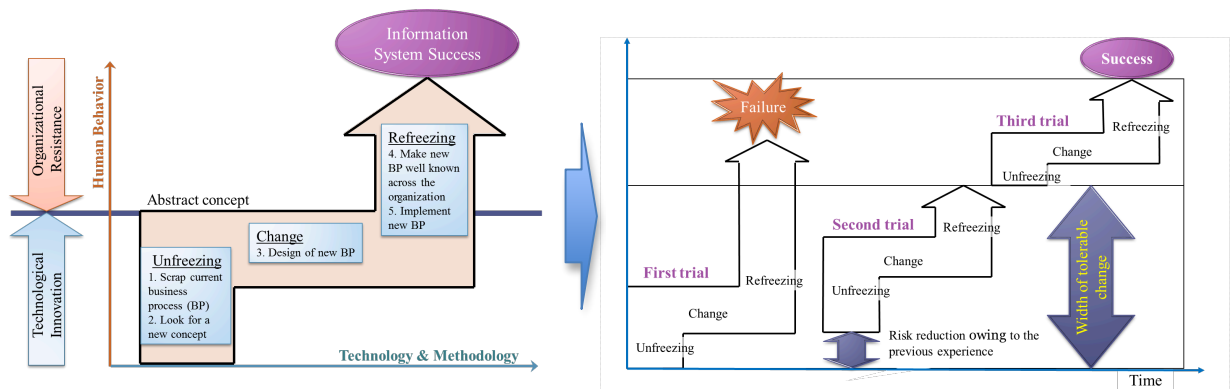 Information
System Success
Organizational
Resistance
Technological
Innovation
Human Behavior
Abstract concept
Refreezing
4. Make new
BP well known
across the
organization
5. Implement
new BP
Change
3. Design of new BP
Unfreezing
1. Scrap current
business
process (BP)
2. Look for a
new concept
Technology & Methodology
Failure
Success
Third trial
Refreezing
Change
Unfreezing
Second trial
Refreezing
Change
Unfreezing
First trial
Refreezing
Change
Unfreezing
Width of tolerable
change
Risk reduction owing to the
previous experience
Time